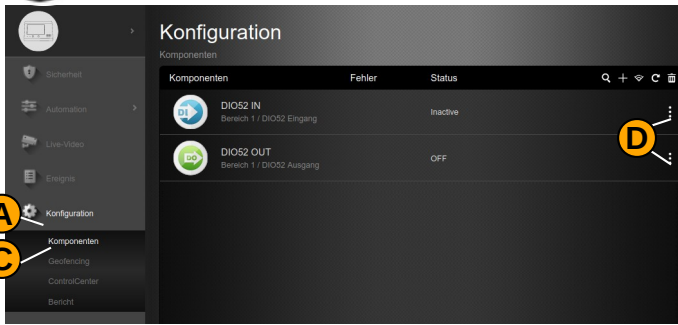 Konfiguration
Komponenten
Sicherheit
Automation
Live-Video
Ereignis
Konfiguration
Komponenten
Geofencing
ControlCenter
Bericht
A
C
Komponenten Fehler Status
DI
DIO52 IN
Bereich 1 / DIO52 Eingang
Inactive
D
DO
DIO52 OUT
Bereich 1 / DIO52 Ausgang
OFF